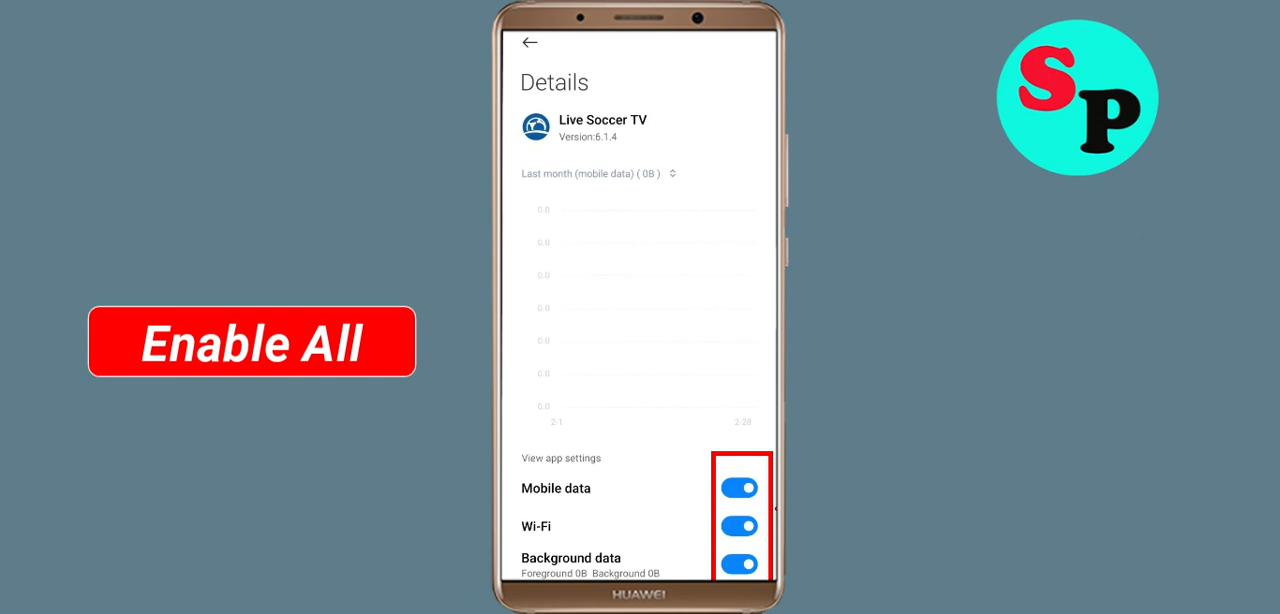 Details
Live Soccer TV
Version:6.1.4
Last month (mobile data) ( 0B )
0.0
0.0
0.0
0.0
0.0
0.0
0.0
2-1 2-28
View app settings
Mobile data
Wi-Fi
Background data
Foreground 0B Background 0B
HUAWEI
Enable All
SP